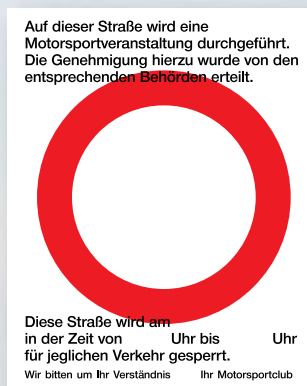 Auf dieser Straße wird eine
Motorsportveranstaltung durchgeführt.
Die Genehmigung hierzu wurde von den
entsprechenden Behörden erteilt.
Diese Straße wird am
in der Zeit von Uhr bis Uhr
für jeglichen Verkehr gesperrt.
Wir bitten um Ihr Verständnis Ihr Motorsportclub